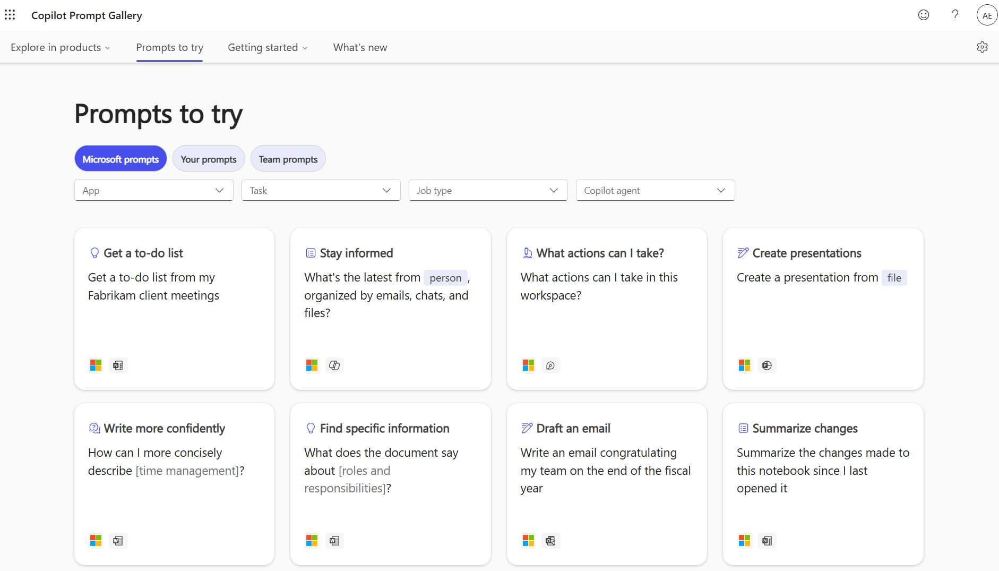 Copilot Prompt Gallery
AE
Explore in products
Prompts to try
Getting started
What's new
Prompts to try
Microsoft prompts
Your prompts
Team prompts
App
Task
Job type
Copilot agent
Get a to-do list
Get a to-do list from my
Fabrikam client meetings
Stay informed
What's the latest from person,
organized by emails, chats, and
files?
What actions can I take?
What actions can I take in this
workspace?
Create presentations
Create a presentation from file
Write more confidently
How can I more concisely
describe [time management]?
Find specific information
What does the document say
about [roles and
responsibilities]?
Draft an email
Write an email congratulating
my team on the end of the fiscal
year
Summarize changes
Summarize the changes made to
this notebook since I last
opened it